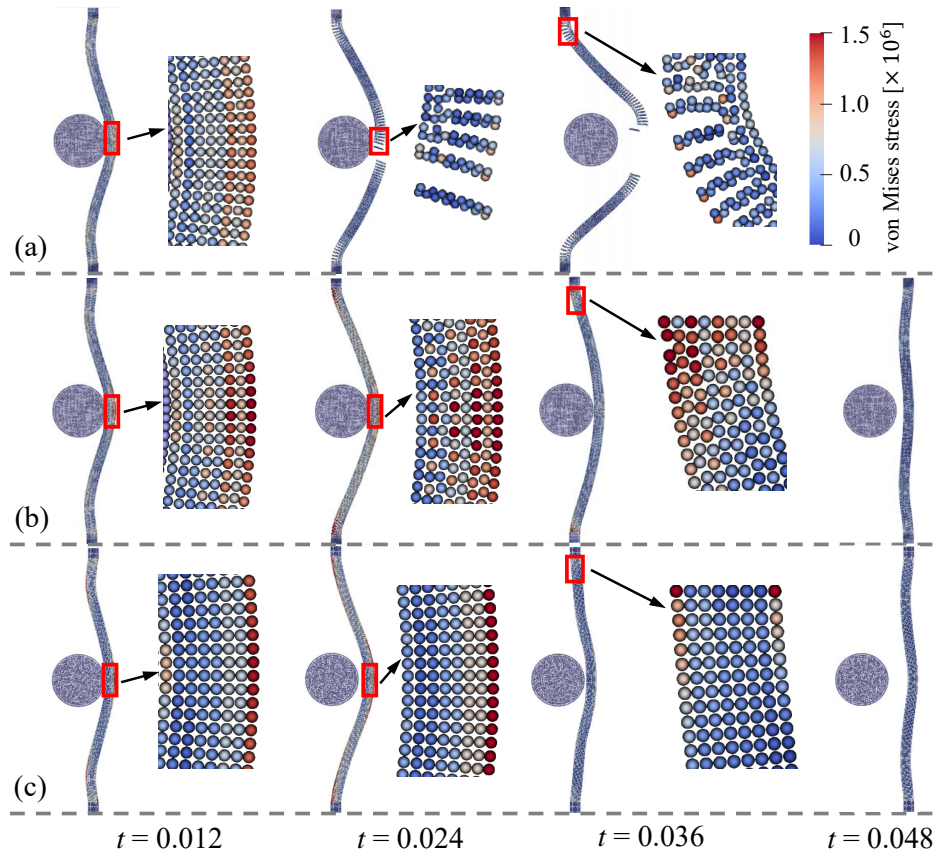 1.5
1.0
0.5
0
von Mises stress [× 10⁶]
(a)
(b)
(c)
t = 0.012
t = 0.024
t = 0.036
t = 0.048